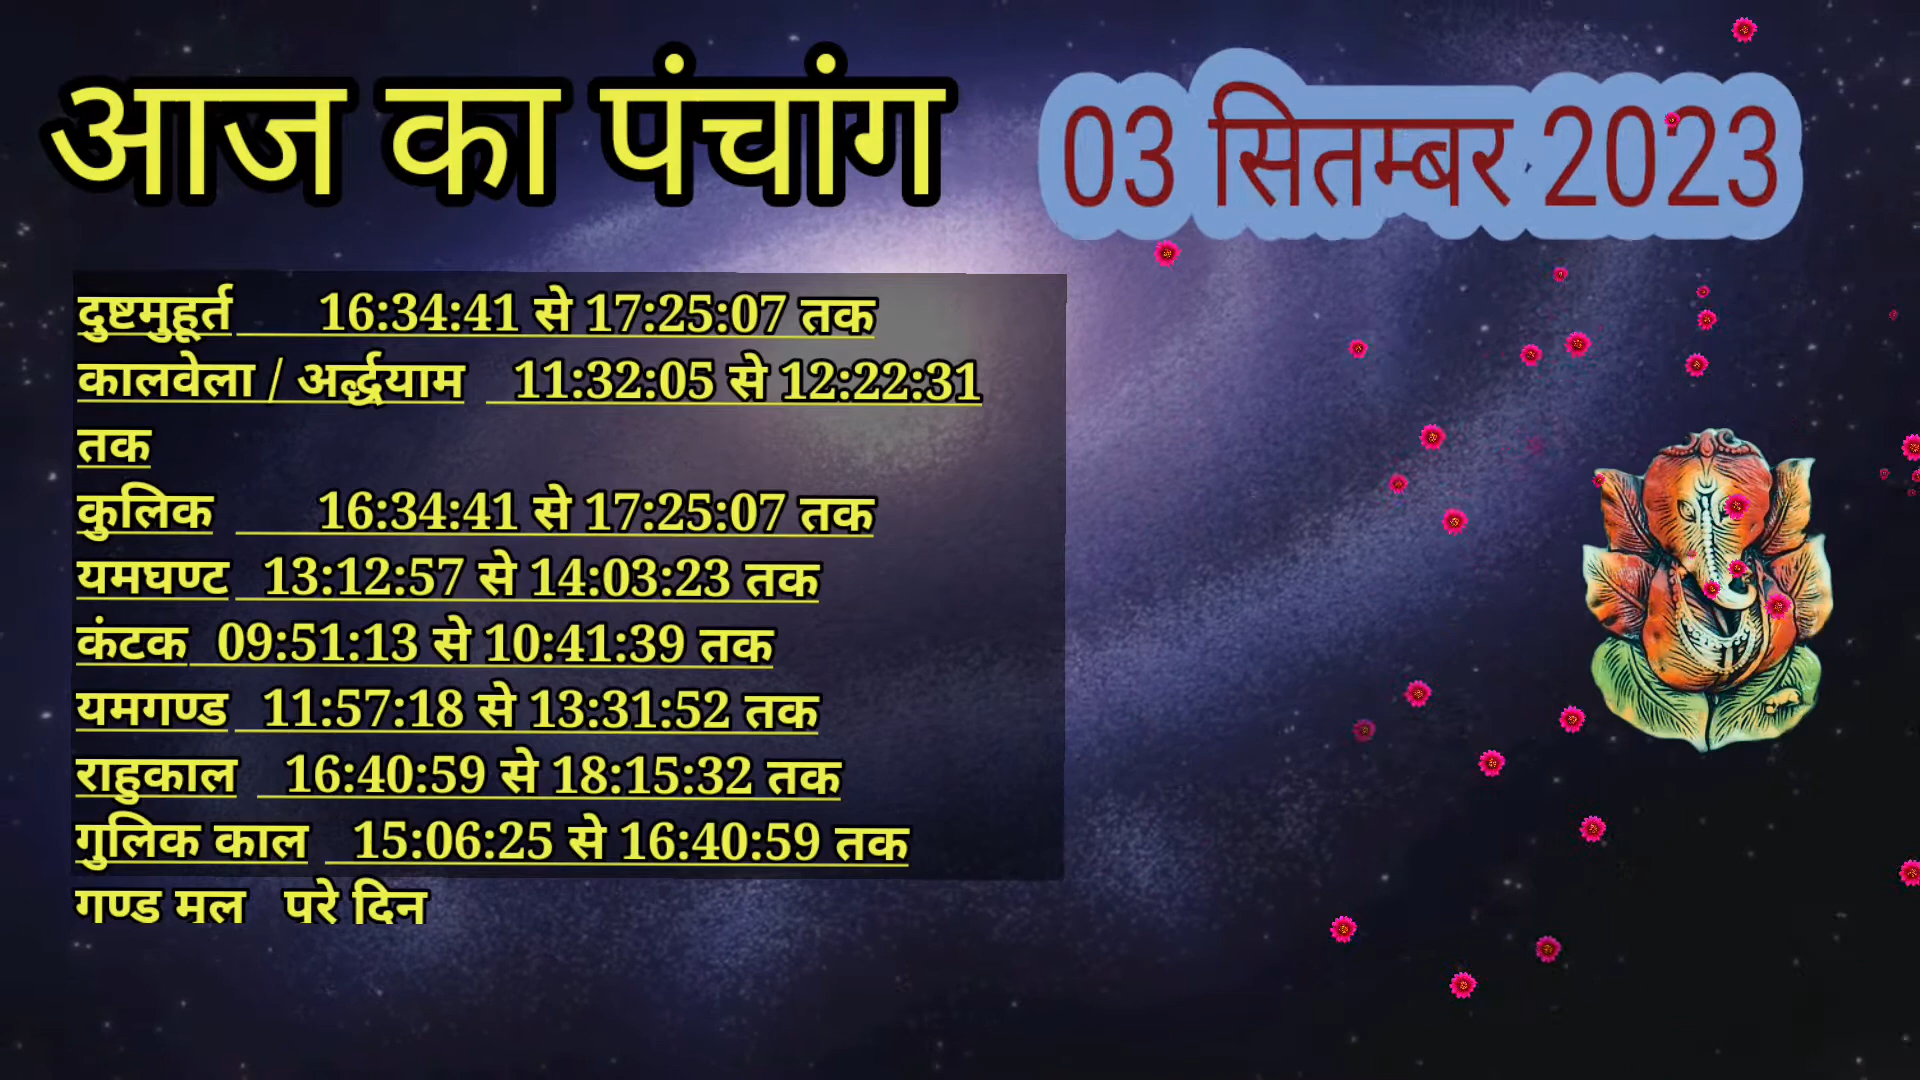 आज का पंचांग 03 सितम्बर 2023
दुष्टमुहूर्त 16:34:41 से 17:25:07 तक
कालवेला / अर्द्धयाम 11:32:05 से 12:22:31
तक
कुलिक 16:34:41 से 17:25:07 तक
यमघण्ट 13:12:57 से 14:03:23 तक
कंटक 09:51:13 से 10:41:39 तक
यमगण्ड 11:57:18 से 13:31:52 तक
राहुकाल 16:40:59 से 18:15:32 तक
गुलिक काल 15:06:25 से 16:40:59 तक
गण्ड मूल पूरे दिन